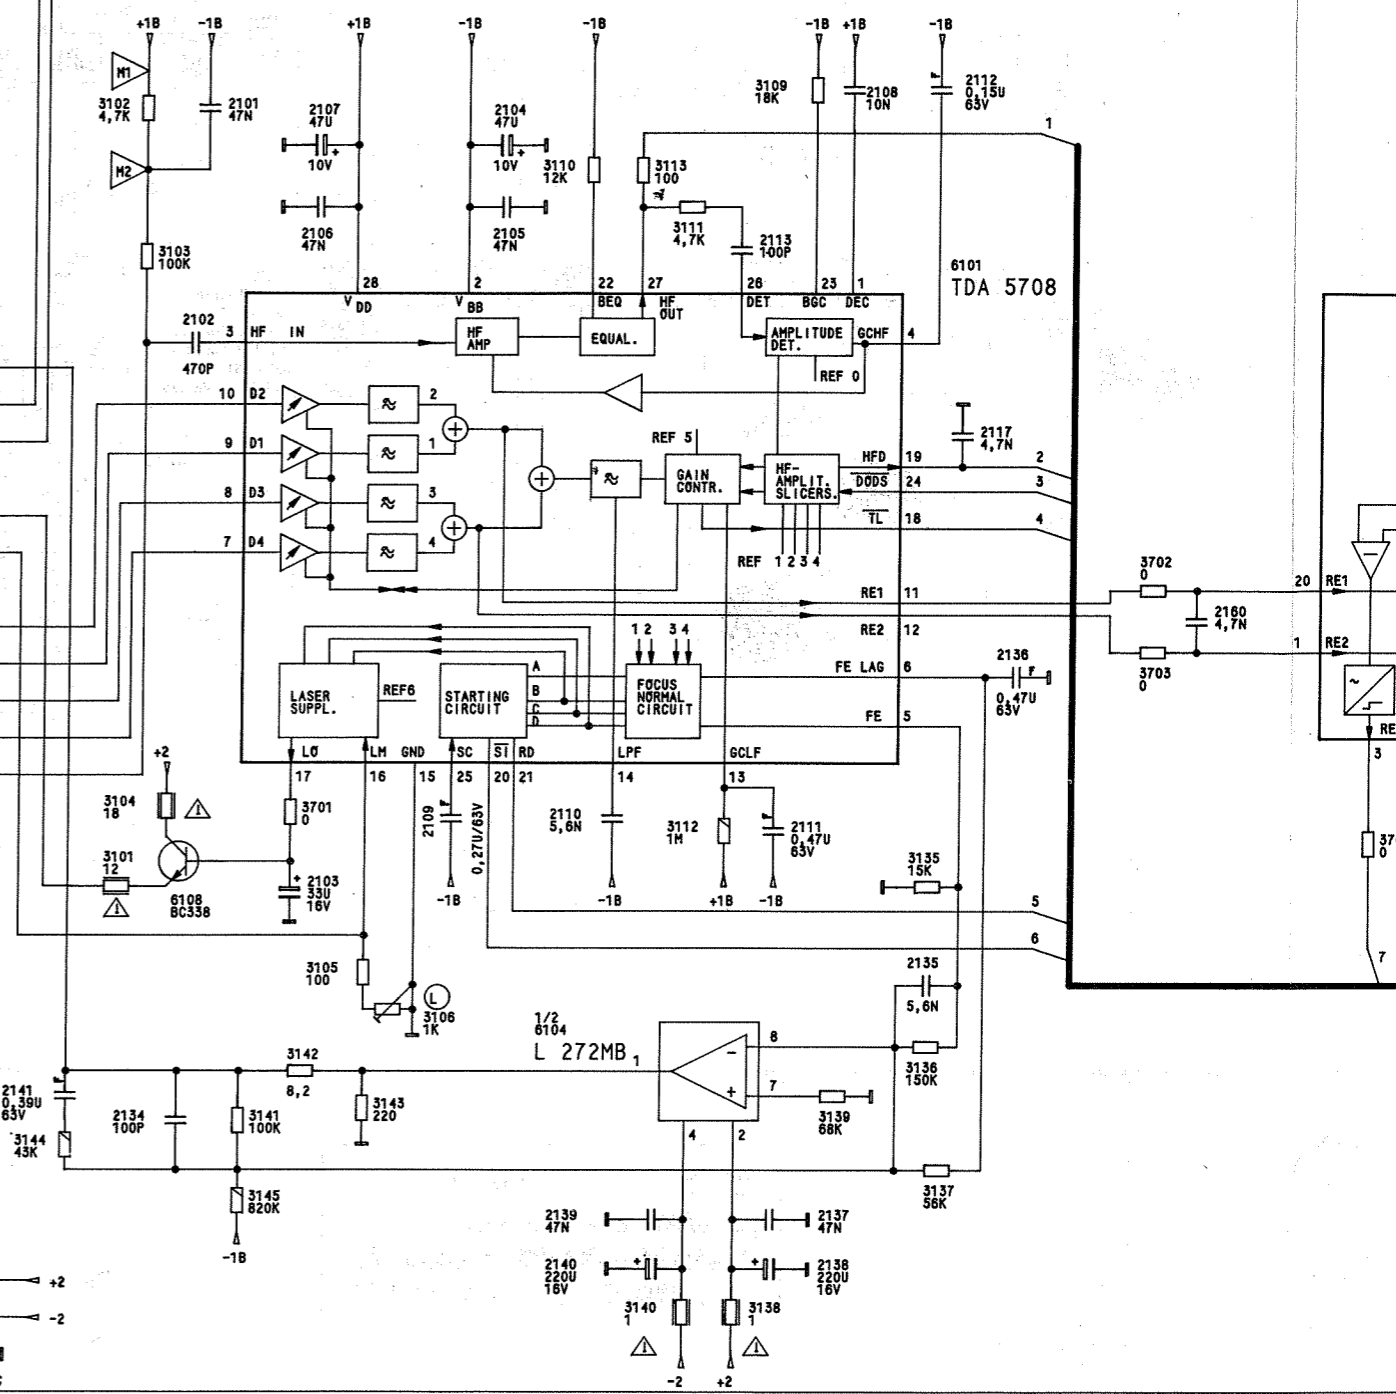 +1B
-1B
+1B
-1B
-1B
-1B
+1B
-1B
M1
3102
4,7K
2101
47N
M2
2107
47U
10V
2104
47U
10V
3110
12K
3113
100
3109
18K
2108
10N
2112
0,15U
63V
F
1
2106
47N
2105
47N
3111
4,7K
2113
100P
3103
100K
28
2
22
27
26
23
1
6101
TDA 5708
V DD
V BB
BEQ
HF OUT
DET
BGC
DEC
2102
470P
3
HF IN
HF
AMP
EQUAL.
AMPLITUDE
DET.
GCHF
4
REF 0
10
D2
2
9
D1
1
8
D3
3
7
D4
4
REF 5
GAIN
CONTR.
HF-
AMPLIT.
SLICERS.
HFD
19
DODS
24
TL
18
2117
4,7N
2
3
4
REF 1 2 3 4
RE1
11
RE2
12
3702
0
2160
4,7N
3703
0
20
RE1
1
RE2
RE
3
1 2 3 4
LASER
SUPPL.
REF6
STARTING
CIRCUIT
A
B
C
D
FOCUS
NORMAL
CIRCUIT
FE LAG
6
FE
5
2136
F
0,47U
63V
LO
LM
GND
SC
SI
RD
LPF
GCLF
17
16
15
25
20
21
14
13
+2
3104
18
3701
0
3101
12
6108
BC338
2103
33U
16V
2109
F
0,27U/63V
-1B
2110
5,6N
-1B
3112
1M
+1B
F
2111
0,47U
63V
-1B
3135
15K
5
6
7
3105
100
L
3106
1K
2135
5,6N
3136
150K
1/2
6104
L 272MB
1
8
7
-
+
4
2
3139
68K
3137
56K
3142
8,2
3143
220
F
2141
0,39U
63V
3144
43K
2134
100P
3141
100K
3145
820K
-1B
2139
47N
2137
47N
2140
220U
16V
2138
220U
16V
3140
1
3138
1
-2
+2
+2
-2